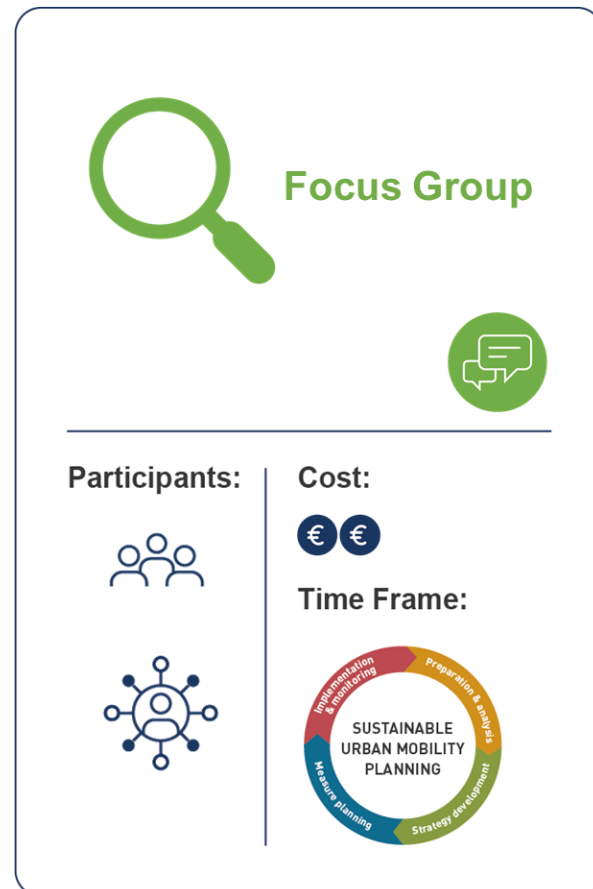 Focus Group
Participants:
Cost:
€ €
Time Frame:
Implementation
& monitoring
Preparation & analysis
SUSTAINABLE
URBAN MOBILITY
PLANNING
Measure planning
Strategy development